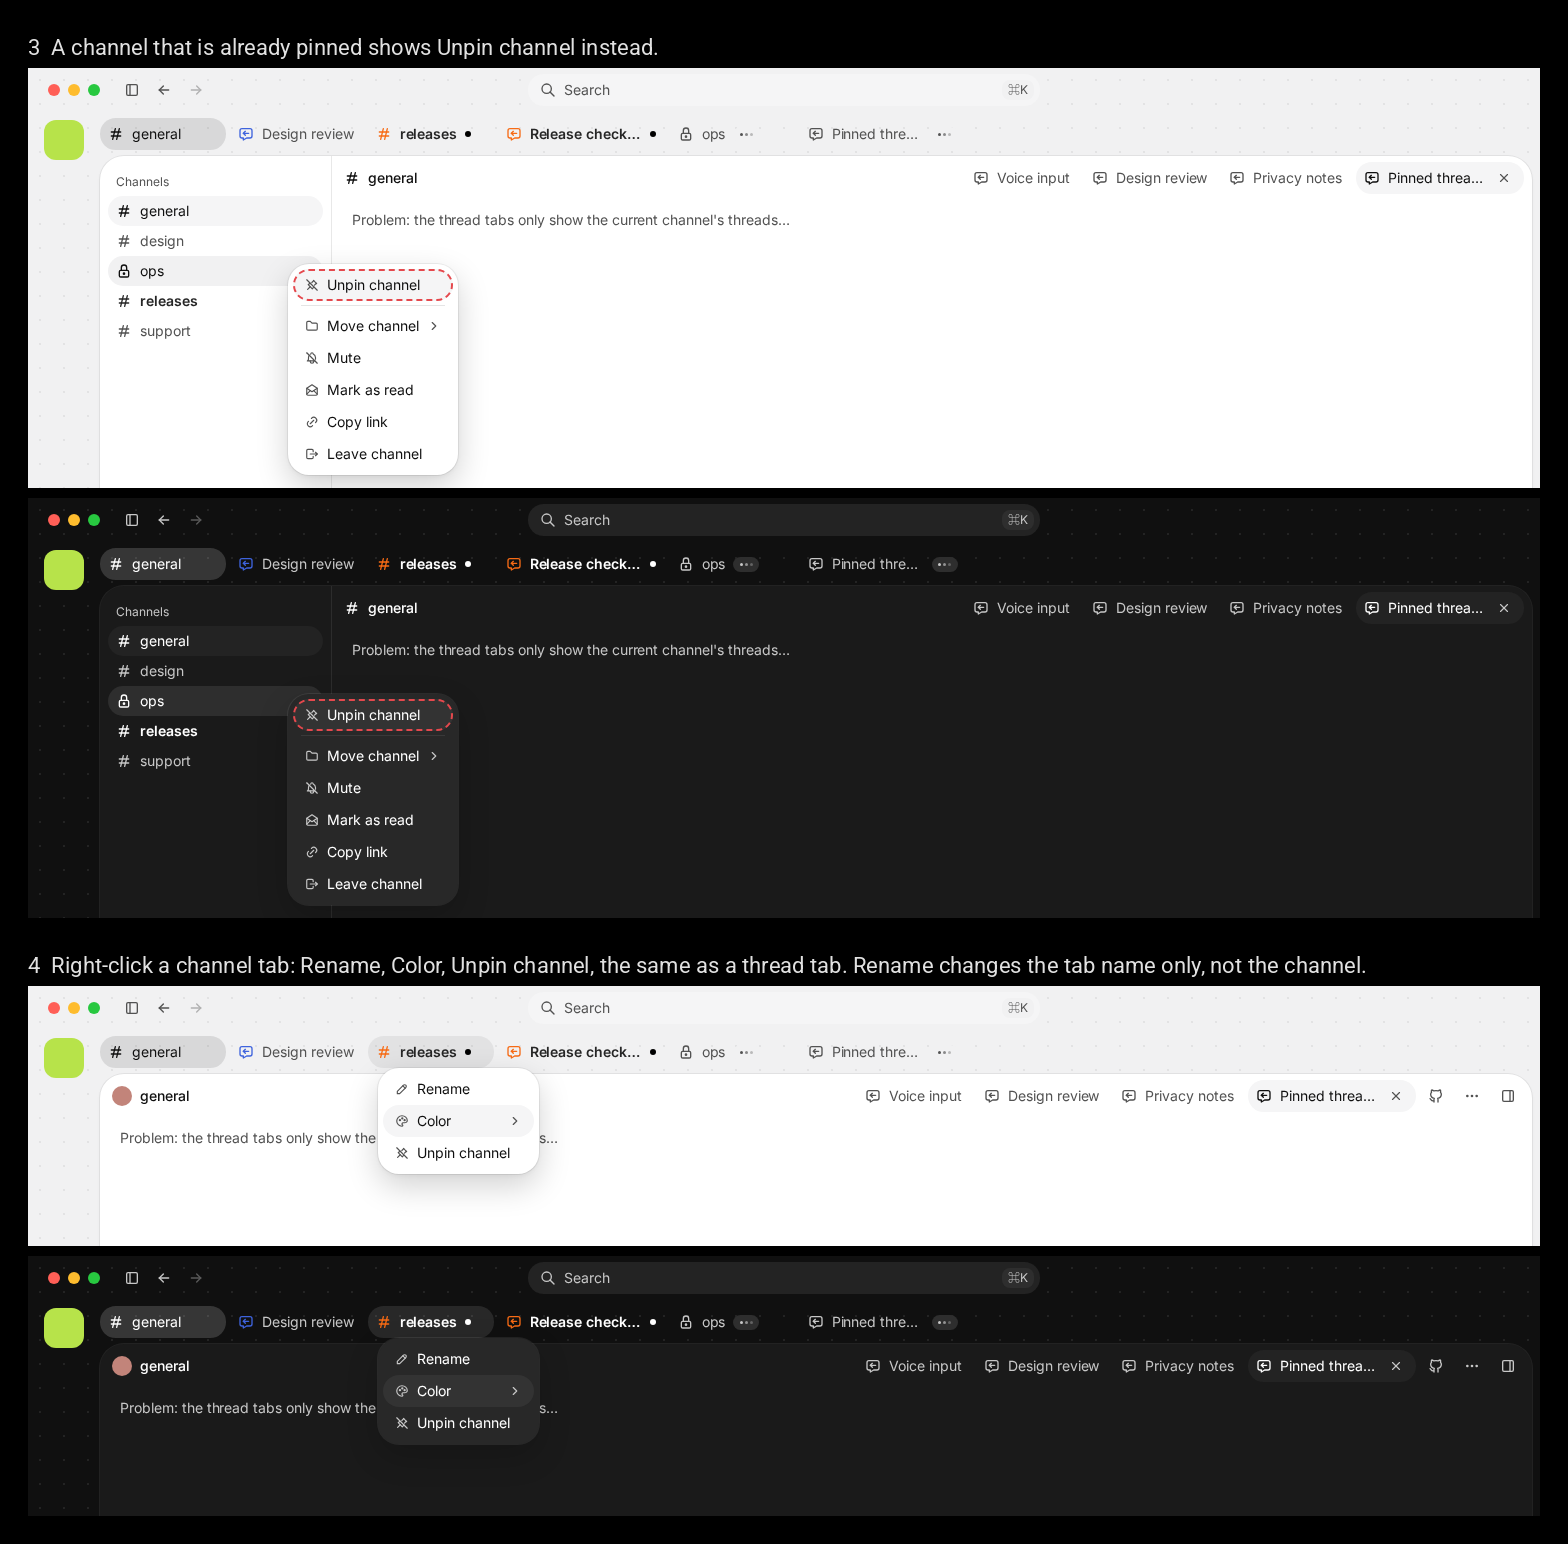 3 A channel that is already pinned shows Unpin channel instead.
Search ⌘K
# general Design review # releases Release check... ops Pinned thre...
Channels
# general Voice input Design review Privacy notes Pinned threa...
# general
Problem: the thread tabs only show the current channel's threads...
# design
ops
Unpin channel
# releases
Move channel
# support
Mute
Mark as read
Copy link
Leave channel
Search ⌘K
# general Design review # releases Release check... ops Pinned thre...
Channels
# general Voice input Design review Privacy notes Pinned threa...
# general
Problem: the thread tabs only show the current channel's threads...
# design
ops
Unpin channel
# releases
Move channel
# support
Mute
Mark as read
Copy link
Leave channel
4 Right-click a channel tab: Rename, Color, Unpin channel, the same as a thread tab. Rename changes the tab name only, not the channel.
Search ⌘K
# general Design review # releases Release check... ops Pinned thre...
general Voice input Design review Privacy notes Pinned threa...
Rename
Color
Problem: the thread tabs only show the s...
Unpin channel
Search ⌘K
# general Design review # releases Release check... ops Pinned thre...
general Voice input Design review Privacy notes Pinned threa...
Rename
Color
Problem: the thread tabs only show the s...
Unpin channel